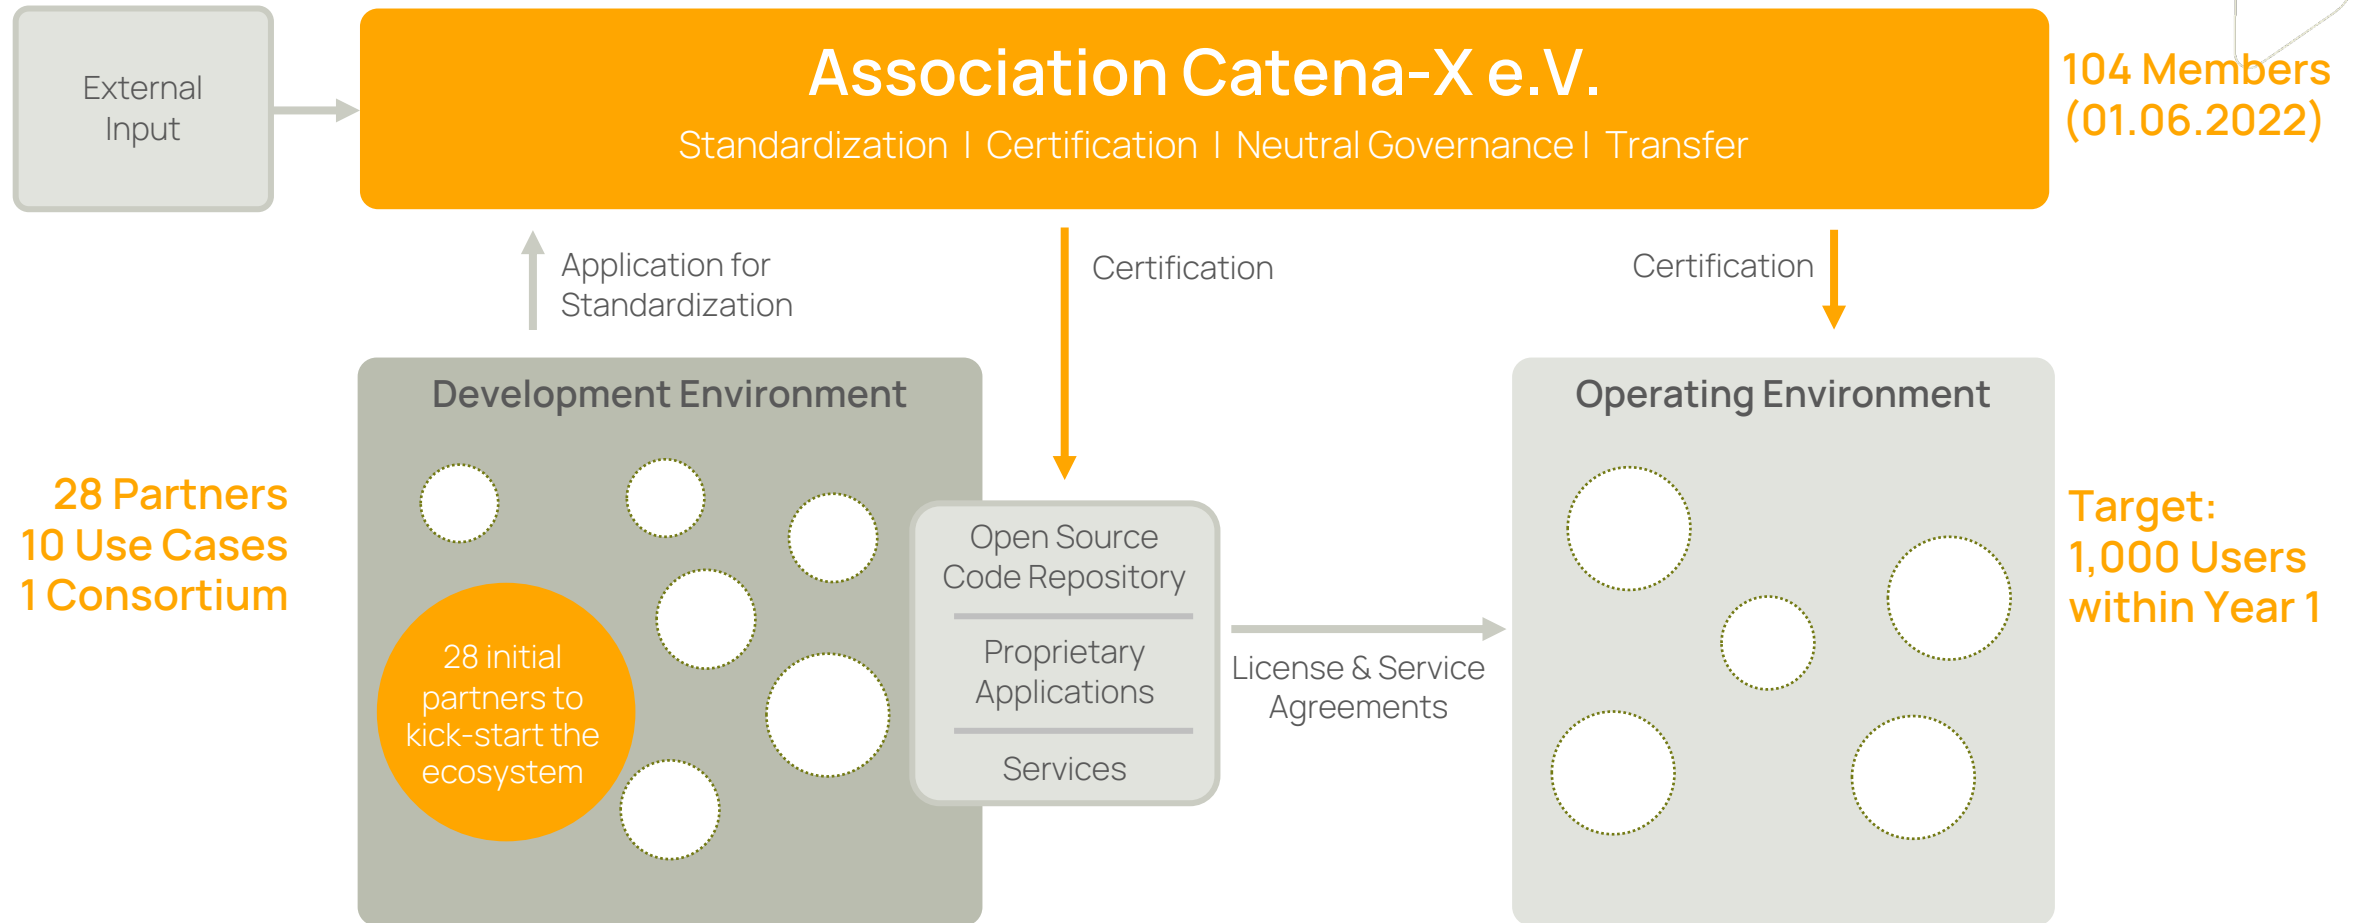 External
Input
Association Catena-X e.V.
Standardization | Certification | Neutral Governance | Transfer
104 Members
(01.06.2022)
Application for
Standardization
Certification
Certification
Development Environment
28 Partners
10 Use Cases
1 Consortium
28 initial
partners to
kick-start the
ecosystem
Open Source
Code Repository
Proprietary
Applications
Services
License & Service
Agreements
Operating Environment
Target:
1,000 Users
within Year 1